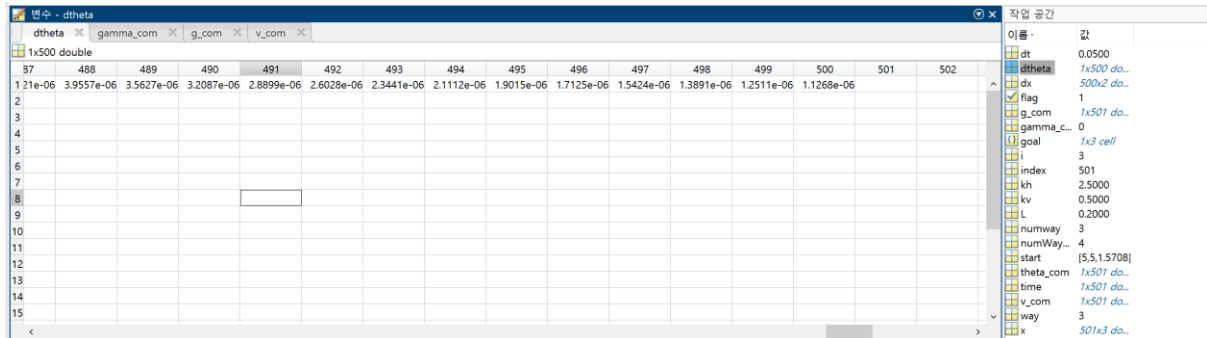 변수 - dtheta
dtheta gamma_com g_com v_com
1x500 double
87 488 489 490 491 492 493 494 495 496 497 498 499 500 501 502
1 21e-06 3.9557e-06 3.5627e-06 3.2087e-06 2.8899e-06 2.6028e-06 2.3441e-06 2.1112e-06 1.9015e-06 1.7125e-06 1.5424e-06 1.3891e-06 1.2511e-06 1.1268e-06
2
3
4
5
6
7
8
9
10
11
12
13
14
15
작업 공간
이름 값
dt 0.0500
dtheta 1x500 do...
dx 500x2 do...
flag 1
g_com 1x501 do...
gamma_c... 0
goal 1x3 cell
i 3
index 501
kh 2.5000
kv 0.5000
L 0.2000
numway 3
numWay... 4
start [5,5,1.5708]
theta_com 1x501 do...
time 1x501 do...
v_com 1x501 do...
way 3
x 501x3 do...